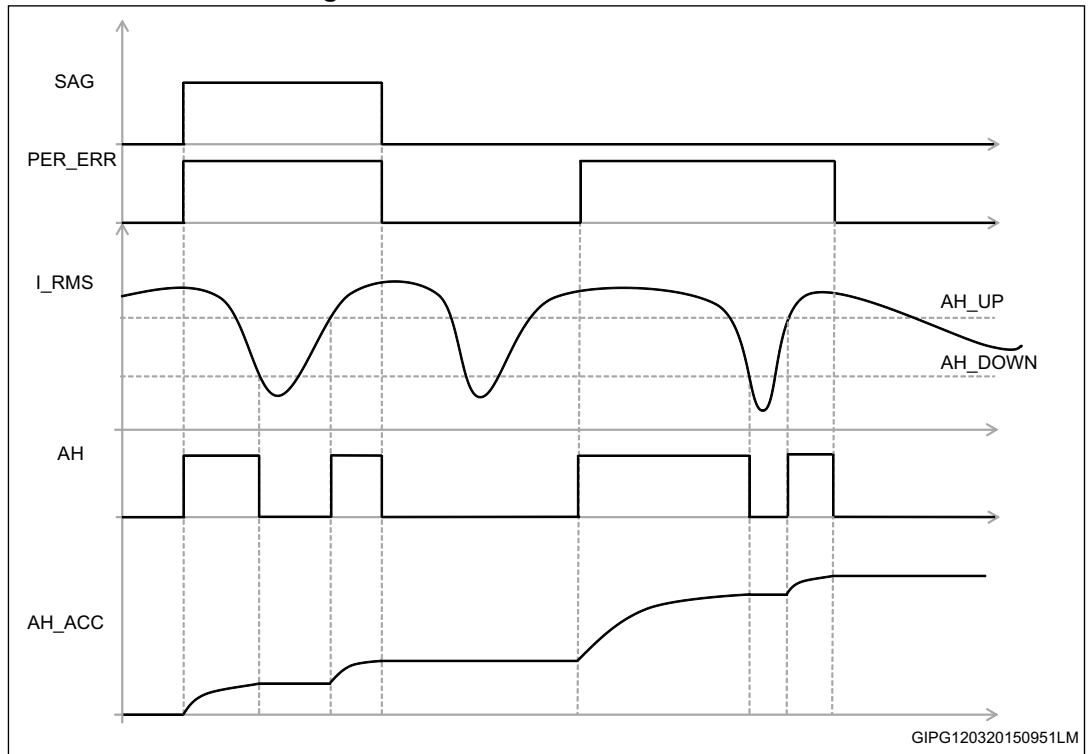 g
SAG
PER_ERR
I_RMS
AH_UP
AH_DOWN
AH
AH_ACC
GIPG120320150951LM